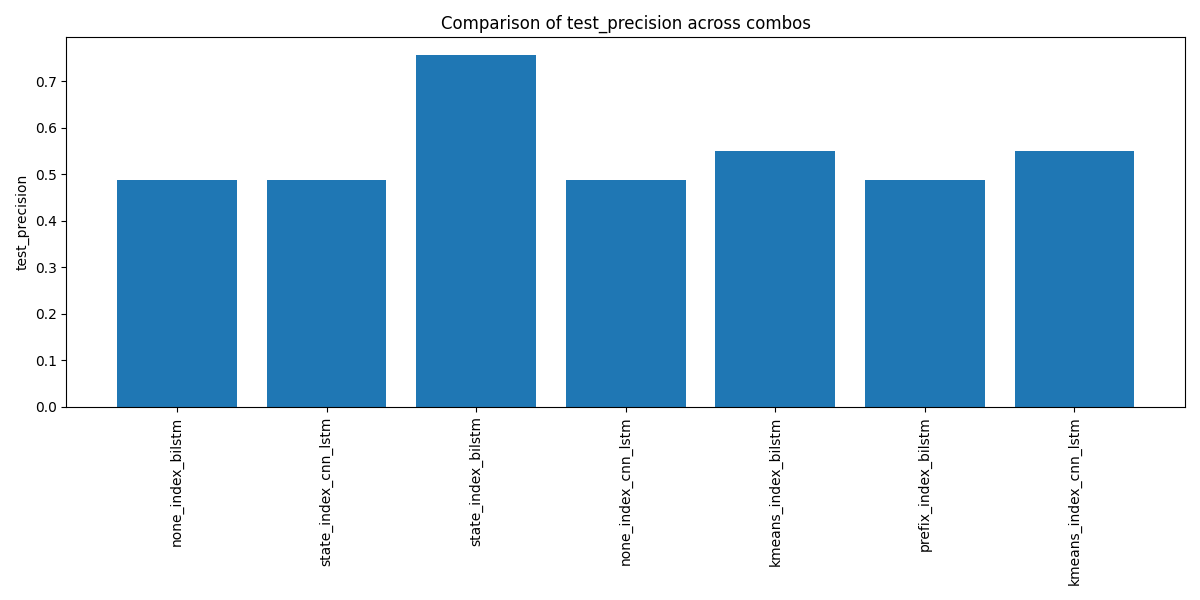 Comparison of test_precision across combos
test_precision
0.7
0.6
0.5
0.4
0.3
0.2
0.1
0.0
none_index_bilstm
state_index_cnn_lstm
state_index_bilstm
none_index_cnn_lstm
kmeans_index_bilstm
prefix_index_bilstm
kmeans_index_cnn_lstm